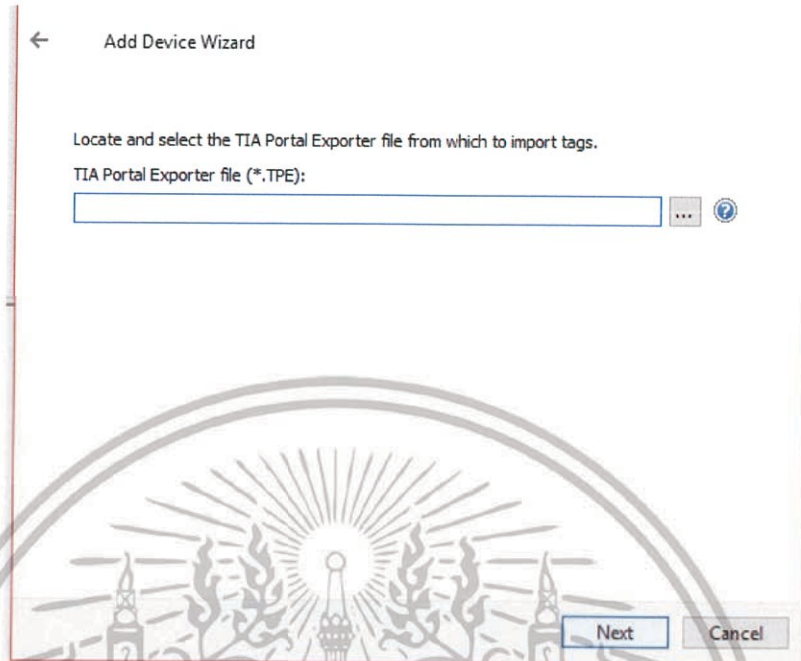 Add Device Wizard
Locate and select the TIA Portal Exporter file from which to import tags.
TIA Portal Exporter file (*.TPE):
...
Next
Cancel